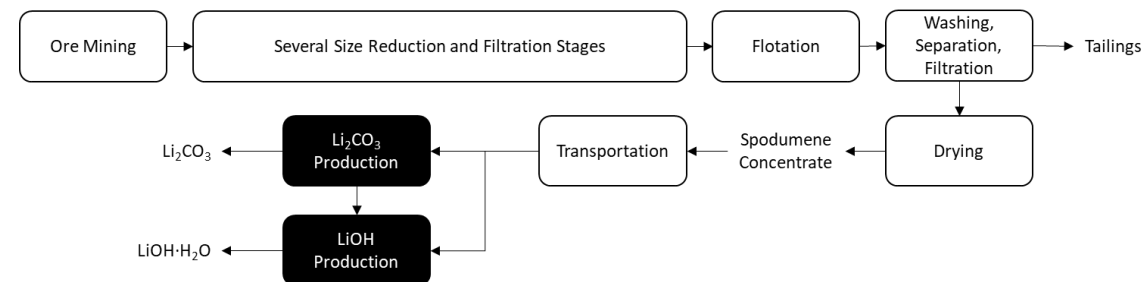 Ore Mining
Several Size Reduction and Filtration Stages
Flotation
Washing,
Separation,
Filtration
Tailings
Drying
Spodumene
Concentrate
Transportation
Li₂CO₃
Production
Li₂CO₃
LiOH
Production
LiOH·H₂O